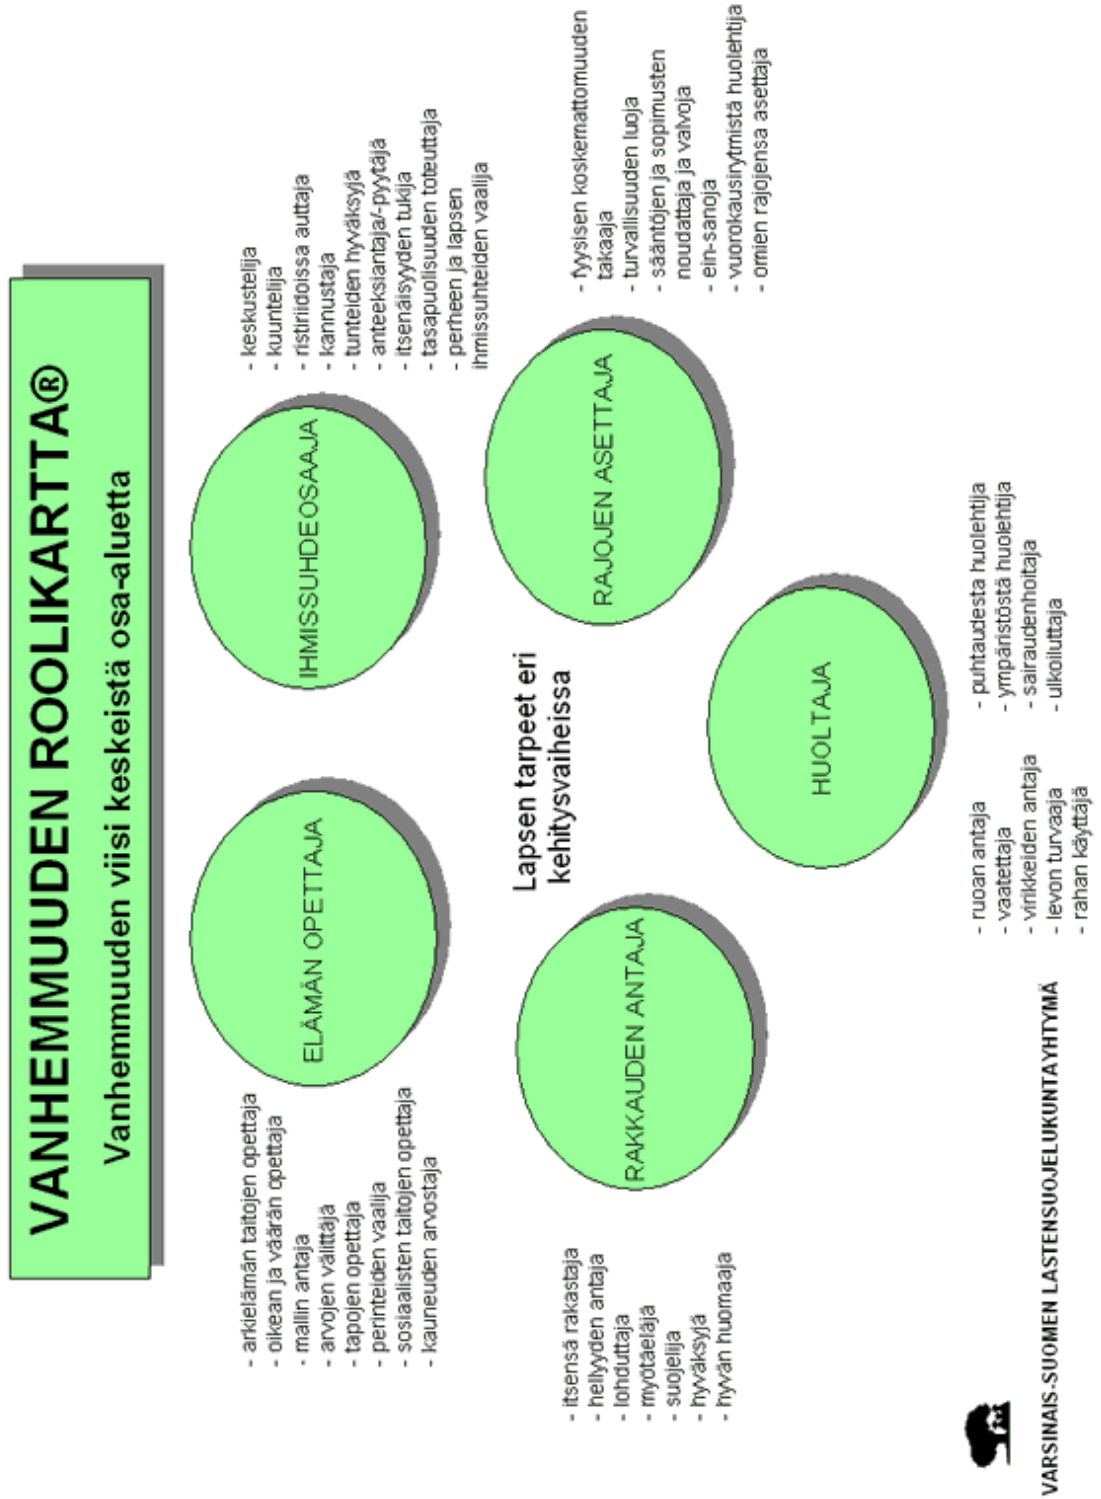 VANHEMMUUDEN ROOLIKARTTA®
Vanhemmuuden viisi keskeistä osa-aluetta
- arkielämän taitojen opettaja
- oikean ja väärän opettaja
- mallin antaja
- arvojen välittäjä
- tapojen opettaja
- perinteiden vaalija
- sosiaalisten taitojen opettaja
- kauneuden arvostaja
ELÄMÄN OPETTAJA
IHMISSUHDEOSAAJA
- keskustelija
- kuuntelija
- ristiriidoissa auttaja
- kannustaja
- tunteiden hyväksyjä
- anteeksiantaja/-pyytäjä
- itsenäisyyden tukija
- tasapuolisuuden toteuttaja
- perheen ja lapsen
ihmissuhteiden vaalija
Lapsen tarpeet eri
kehitysvaiheissa
- itsensä rakastaja
- hellyyden antaja
- lohduttaja
- myötäeläjä
- suojelija
- hyväksyjä
- hyvän huomaaja
RAKKAUDEN ANTAJA
RAJOJEN ASETTAJA
- fyysisen koskemattomuuden
takaaja
- turvallisuuden luoja
- sääntöjen ja sopimusten
noudattaja ja valvoja
- ein-sanoja
- vuorokausirytmistä huolehtija
- omien rajojensa asettaja
HUOLTAJA
- ruoan antaja
- vaatettaja
- virikkeiden antaja
- levon turvaaja
- rahan käyttäjä
- puhtaudesta huolehtija
- ympäristöstä huolehtija
- sairaudenhoitaja
- ulkoiluttaja
VARSINAIS-SUOMEN LASTENSUOJELUKUNTAYHTYMÄ